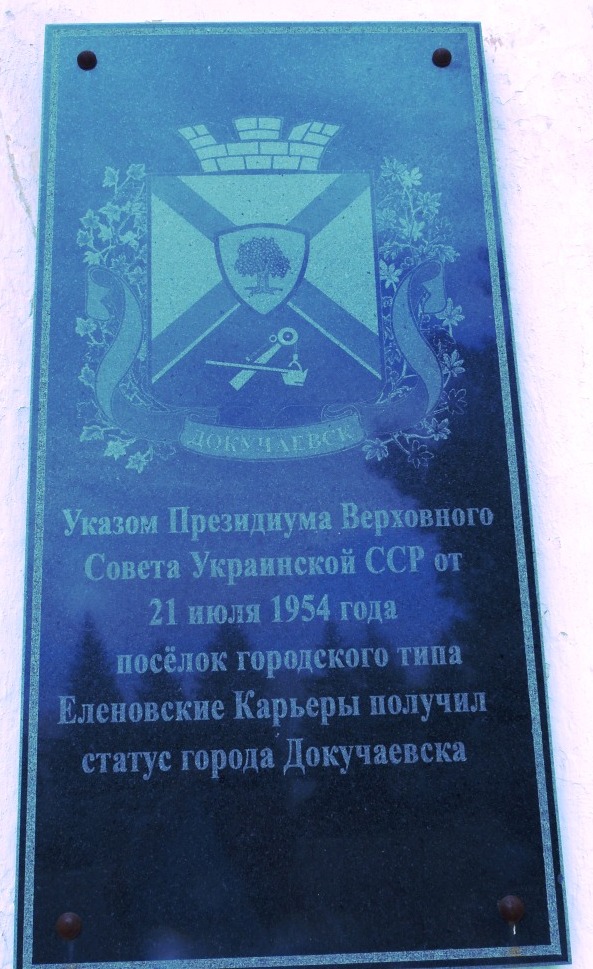 ДОКУЧАЕВСК
Указом Президиума Верховного
Совета Украинской ССР от
21 июля 1954 года
посёлок городского типа
Еленовские Карьеры получил
статус города Докучаевска